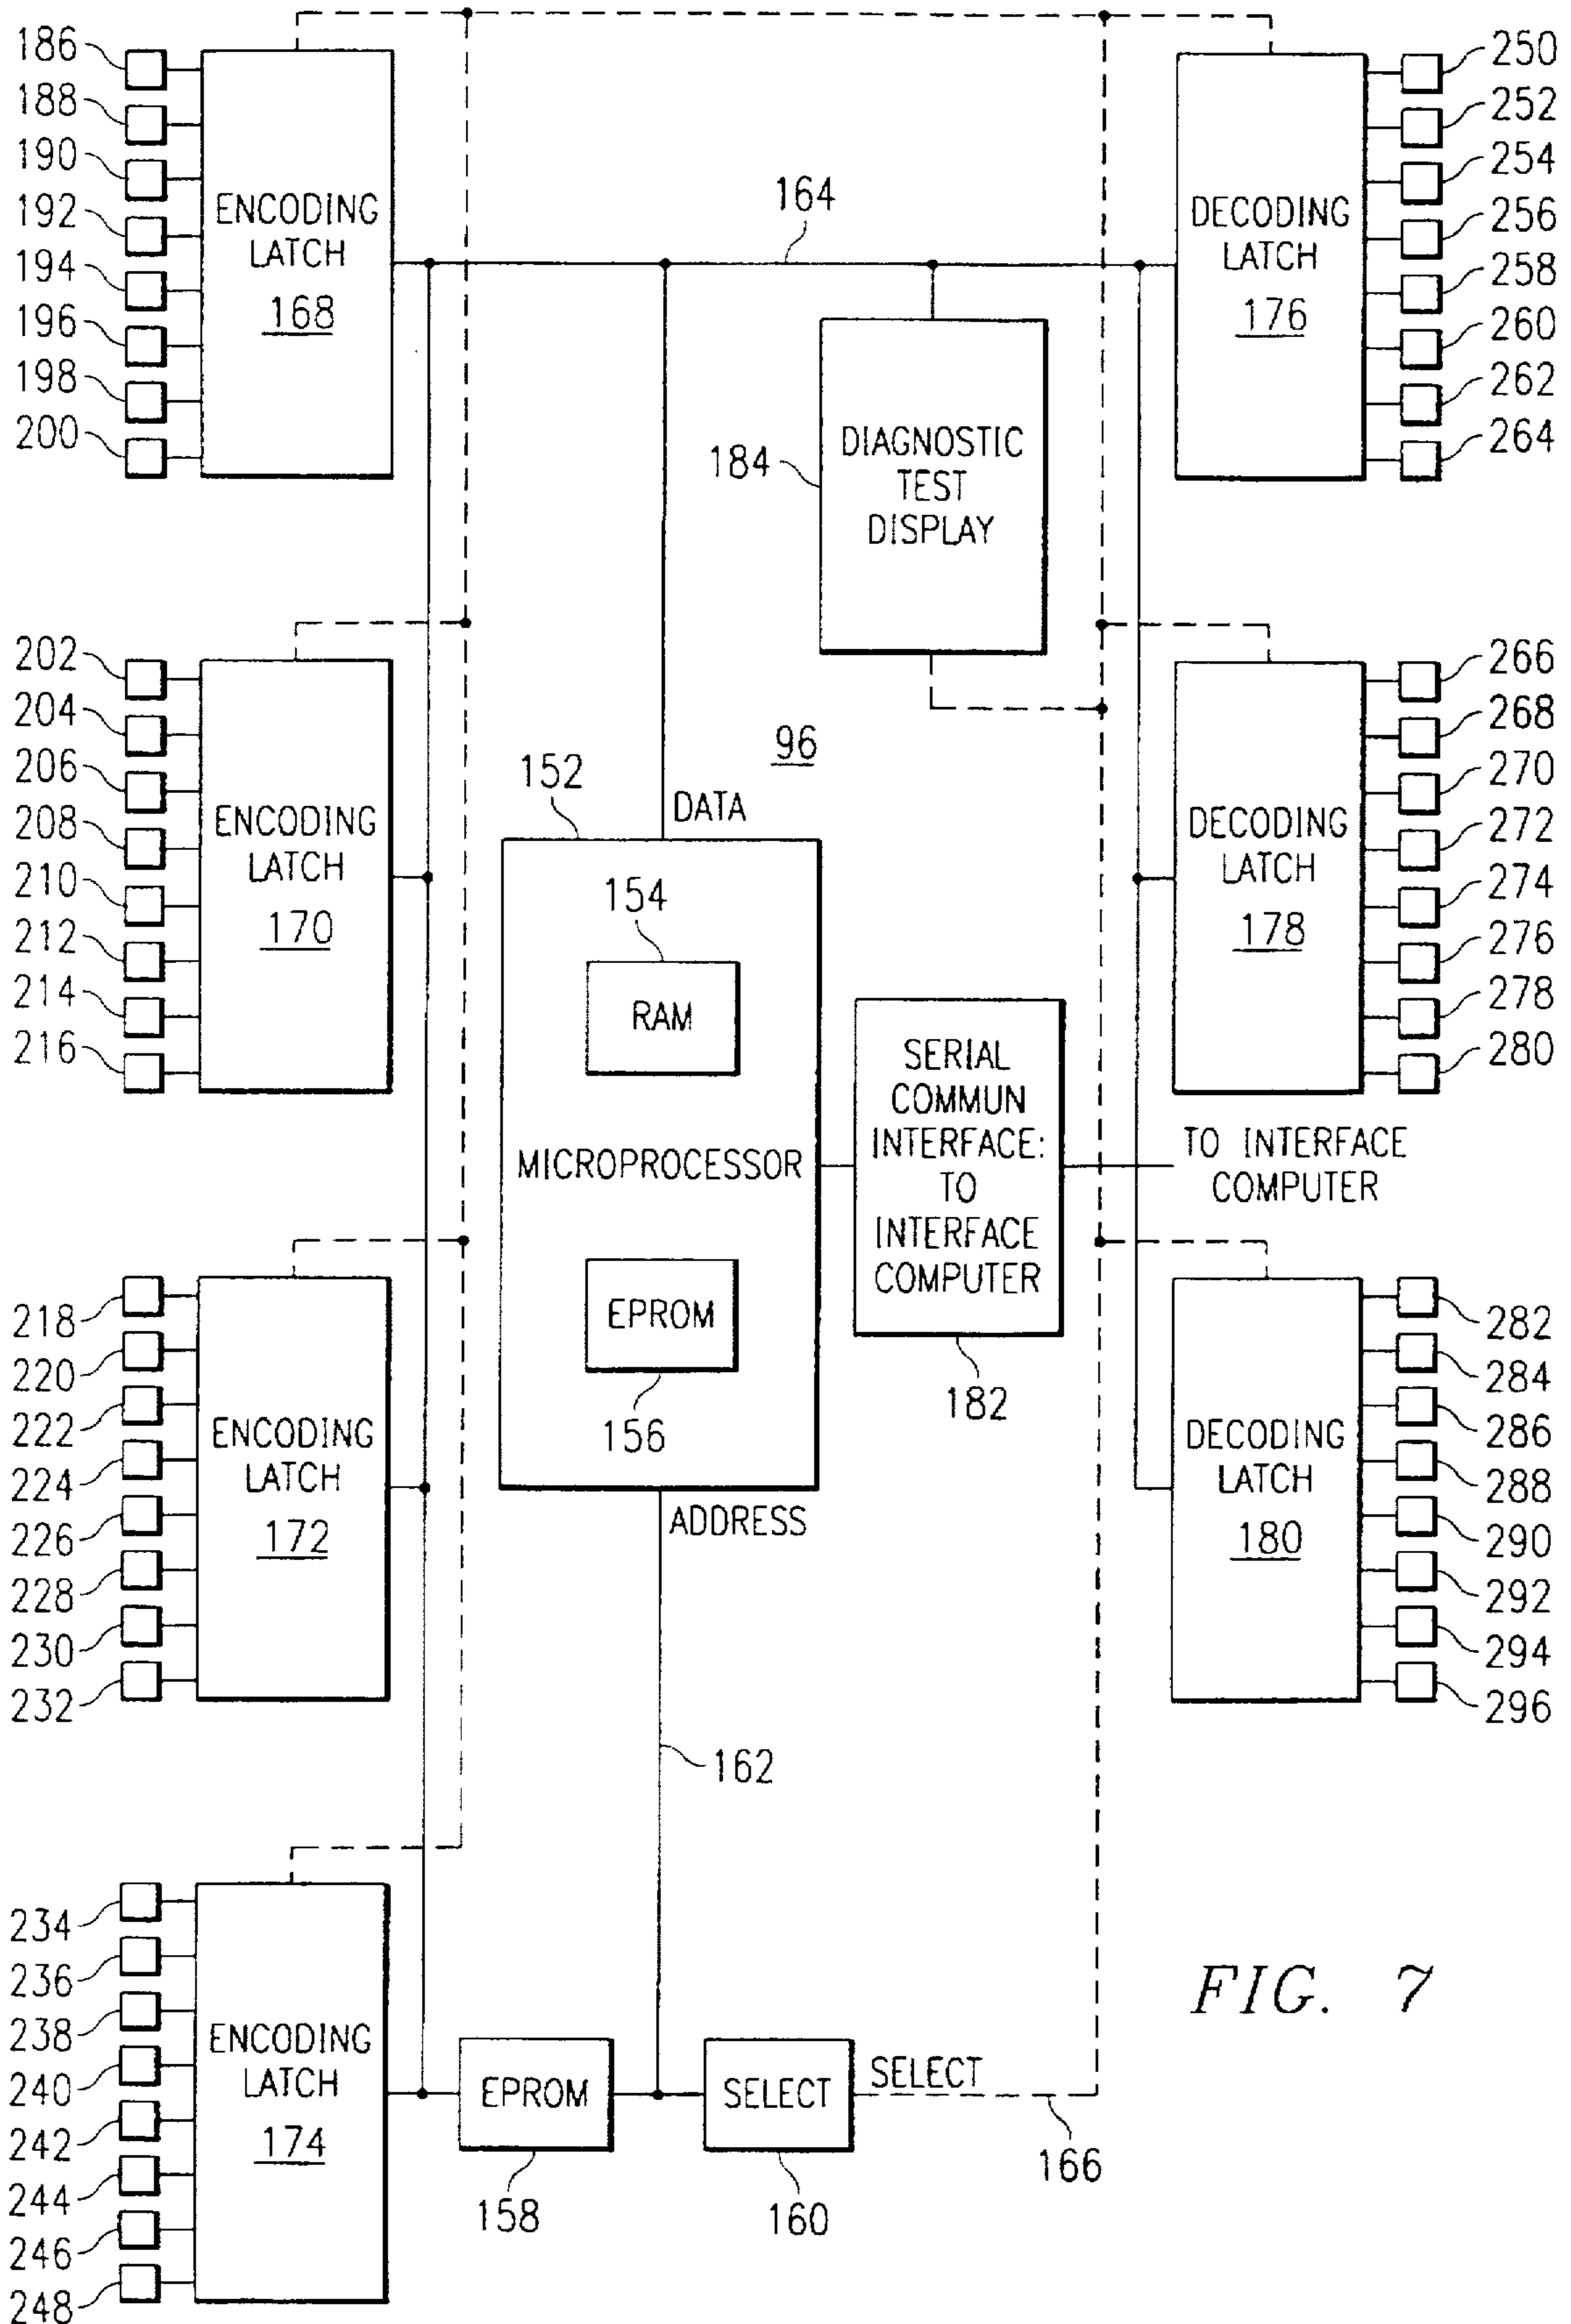 186
188
190
192
194
196
198
200
ENCODING
LATCH
168
164
184
DIAGNOSTIC
TEST
DISPLAY
DECODING
LATCH
176
250
252
254
256
258
260
262
264
202
204
206
208
210
212
214
216
ENCODING
LATCH
170
96
152
DATA
154
RAM
MICROPROCESSOR
EPROM
156
ADDRESS
SERIAL
COMMUN
INTERFACE:
TO
INTERFACE
COMPUTER
182
TO INTERFACE
COMPUTER
DECODING
LATCH
178
266
268
270
272
274
276
278
280
218
220
222
224
226
228
230
232
ENCODING
LATCH
172
162
DECODING
LATCH
180
282
284
286
288
290
292
294
296
234
236
238
240
242
244
246
248
ENCODING
LATCH
174
EPROM
158
SELECT
160
SELECT
166
FIG. 7